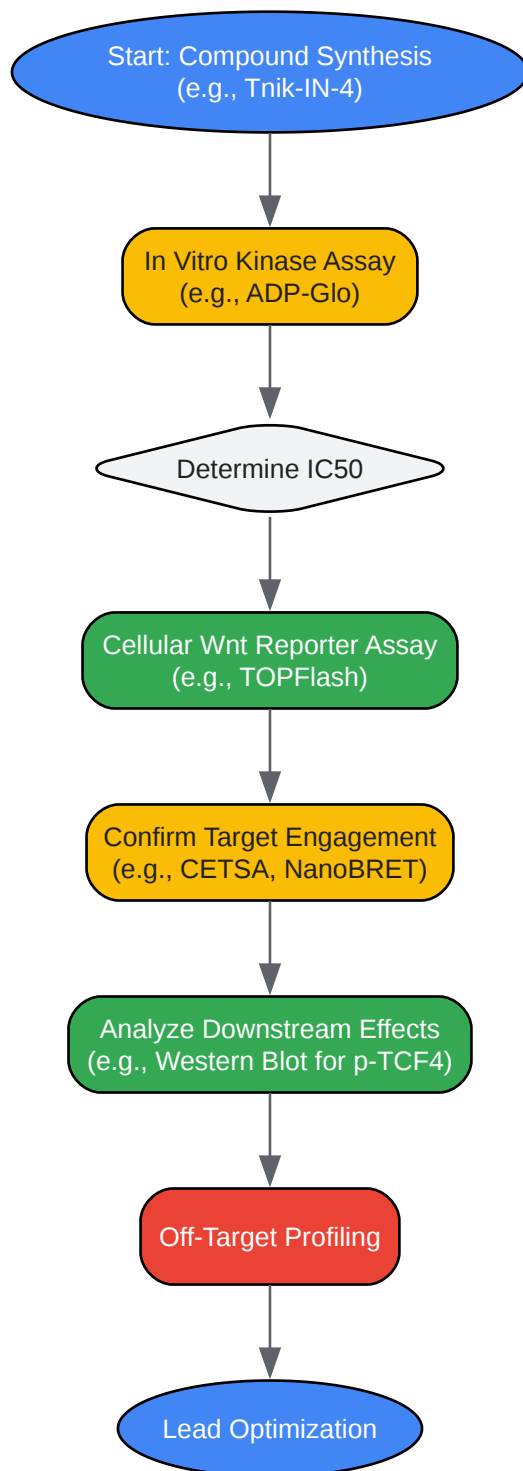 Start: Compound Synthesis
(e.g., Tnik-IN-4)
In Vitro Kinase Assay
(e.g., ADP-Glo)
Determine IC50
Cellular Wnt Reporter Assay
(e.g., TOPFlash)
Confirm Target Engagement
(e.g., CETSA, NanoBRET)
Analyze Downstream Effects
(e.g., Western Blot for p-TCF4)
Off-Target Profiling
Lead Optimization